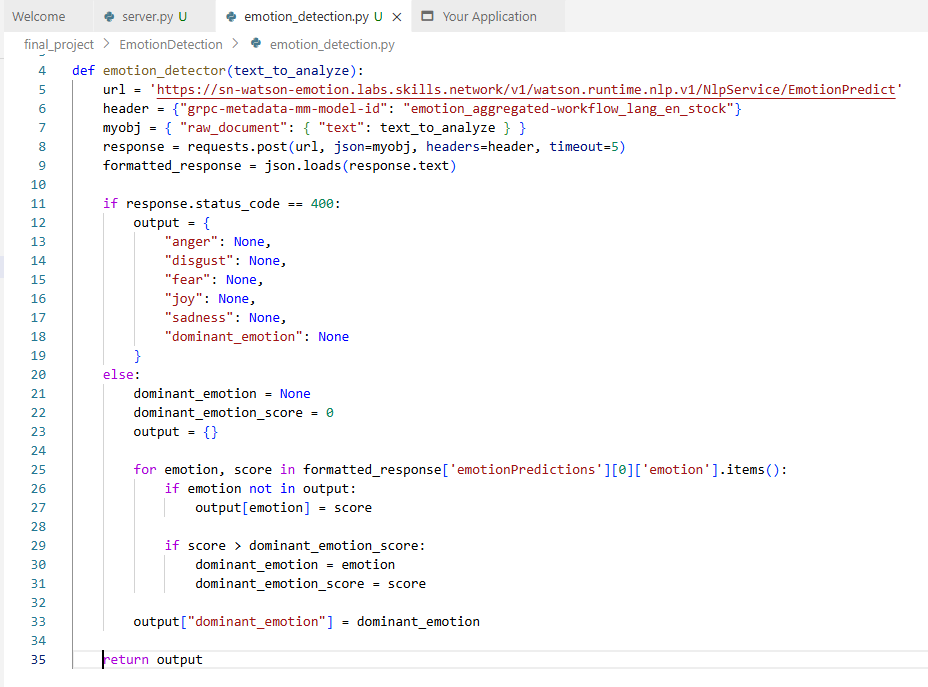 Welcome server.py U emotion_detection.py U × Your Application
final_project > EmotionDetection > emotion_detection.py
4 def emotion_detector(text_to_analyze):
5 url = 'https://sn-watson-emotion.labs.skills.network/v1/watson.runtime.nlp.v1/NlpService/EmotionPredict'
6 header = {"grpc-metadata-mm-model-id": "emotion_aggregated-workflow_lang_en_stock"}
7 myobj = { "raw_document": { "text": text_to_analyze } }
8 response = requests.post(url, json=myobj, headers=header, timeout=5)
9 formatted_response = json.loads(response.text)
10
11 if response.status_code == 400:
12 output = {
13 "anger": None,
14 "disgust": None,
15 "fear": None,
16 "joy": None,
17 "sadness": None,
18 "dominant_emotion": None
19 }
20 else:
21 dominant_emotion = None
22 dominant_emotion_score = 0
23 output = {}
24
25 for emotion, score in formatted_response['emotionPredictions'][0]['emotion'].items():
26 if emotion not in output:
27 output[emotion] = score
28
29 if score > dominant_emotion_score:
30 dominant_emotion = emotion
31 dominant_emotion_score = score
32
33 output["dominant_emotion"] = dominant_emotion
34
35 return output